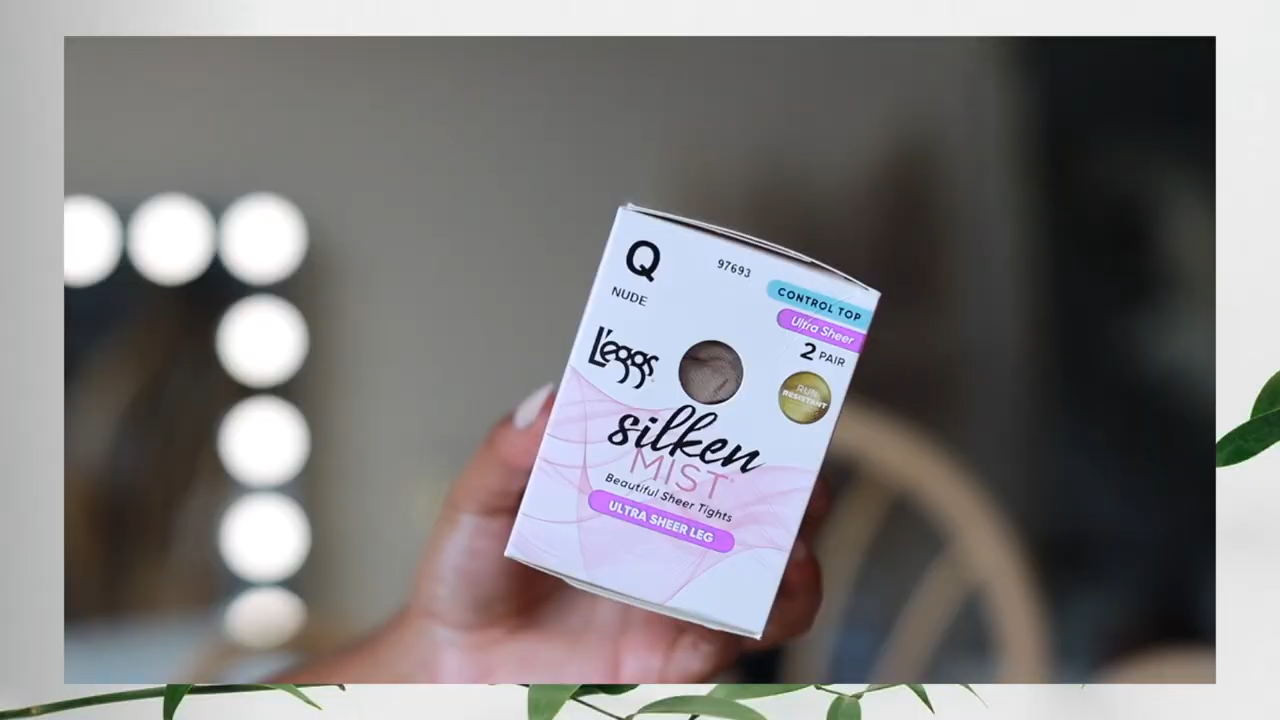 Q
97693
NUDE
CONTROL TOP
Ultra Sheer
2 PAIR
L'eggs
RUN
RESISTANT
silken
MIST
Beautiful Sheer Tights
ULTRA SHEER LEG